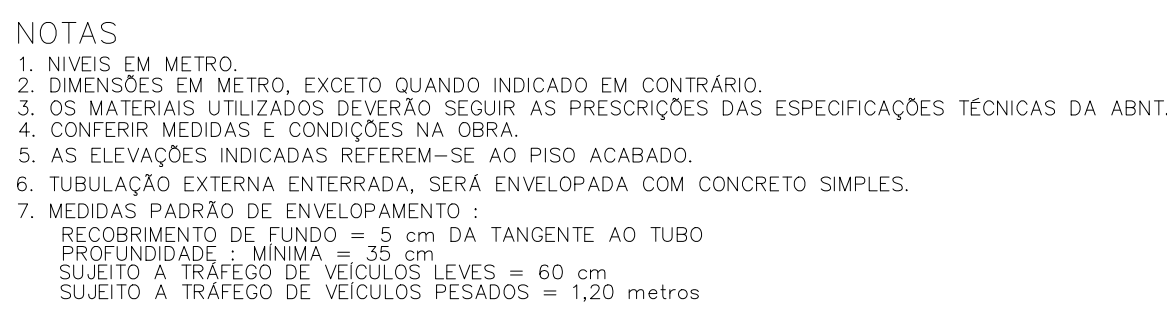 NOTAS
1. NIVEIS EM METRO.
2. DIMENSÕES EM METRO, EXCETO QUANDO INDICADO EM CONTRÁRIO.
3. OS MATERIAIS UTILIZADOS DEVERÃO SEGUIR AS PRESCRIÇÕES DAS ESPECIFICAÇÕES TÉCNICAS DA ABNT.
4. CONFERIR MEDIDAS E CONDIÇÕES NA OBRA.
5. AS ELEVAÇÕES INDICADAS REFEREM-SE AO PISO ACABADO.
6. TUBULAÇÃO EXTERNA ENTERRADA, SERÁ ENVELOPADA COM CONCRETO SIMPLES.
7. MEDIDAS PADRÃO DE ENVELOPAMENTO :
RECOBRIMENTO DE FUNDO = 5 cm DA TANGENTE AO TUBO
PROFUNDIDADE : MÍNIMA = 35 cm
SUJEITO A TRÁFEGO DE VEÍCULOS LEVES = 60 cm
SUJEITO A TRÁFEGO DE VEÍCULOS PESADOS = 1,20 metros